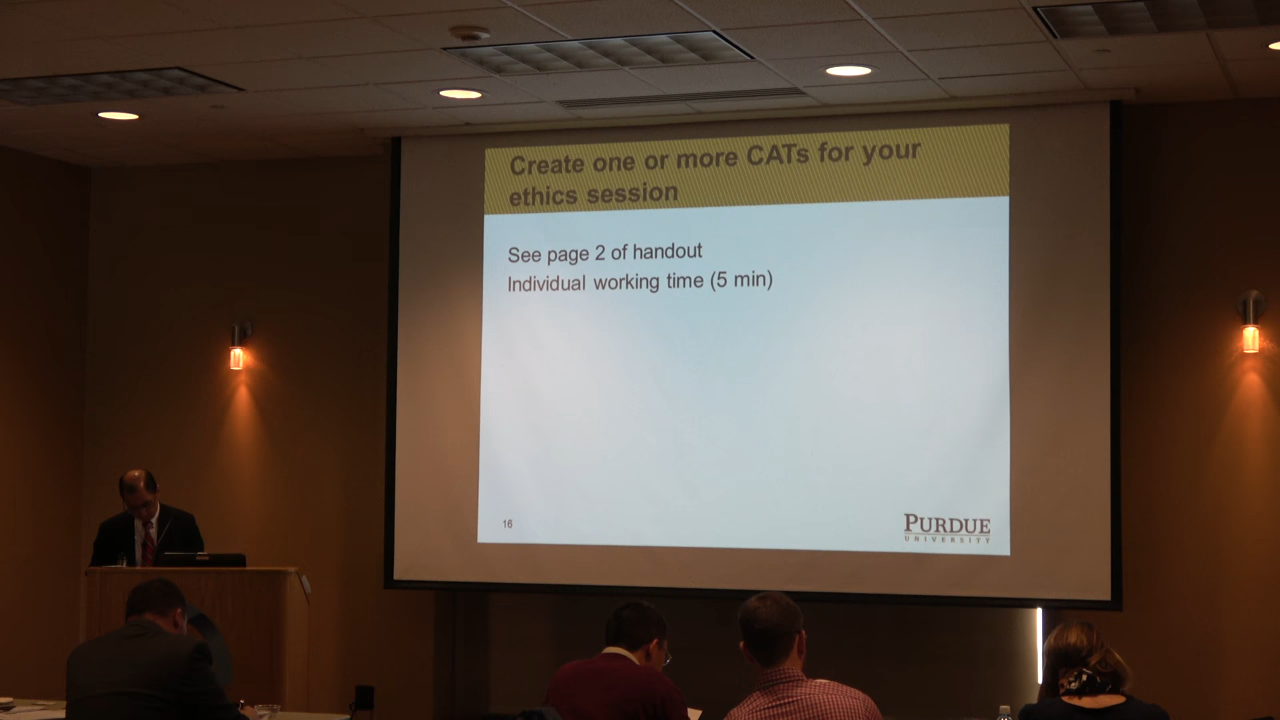 Create one or more CATs for your
ethics session
See page 2 of handout
Individual working time (5 min)
16
PURDUE
UNIVERSITY